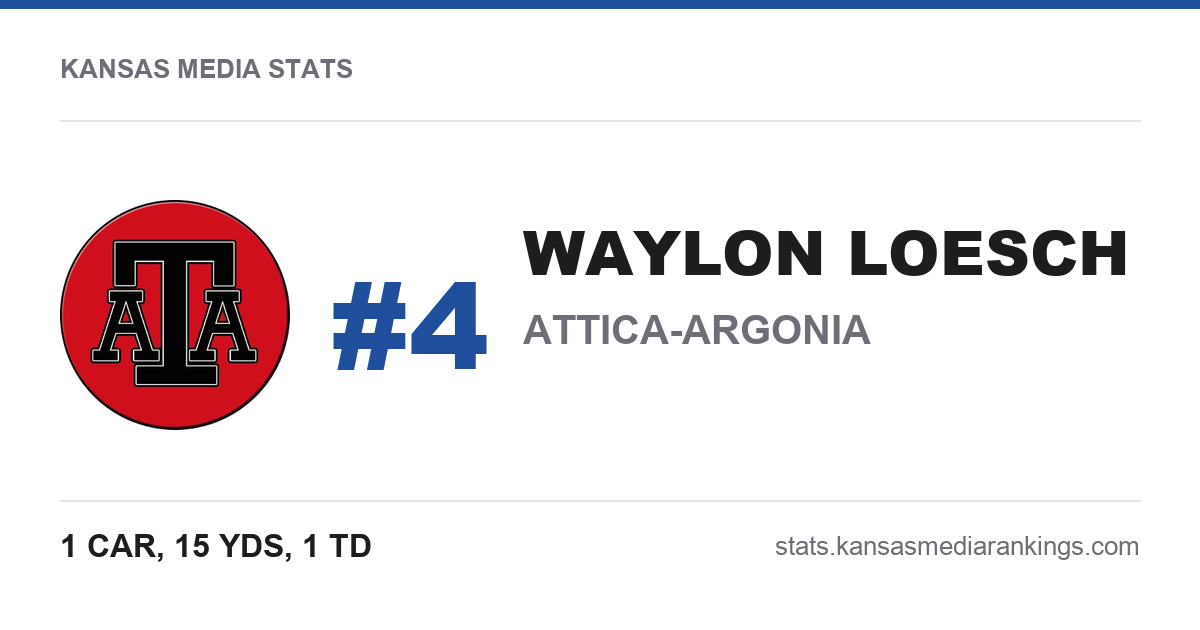 KANSAS MEDIA STATS
ATA
#4
WAYLON LOESCH
ATTICA-ARGONIA
1 CAR, 15 YDS, 1 TD
stats.kansasmediarankings.com